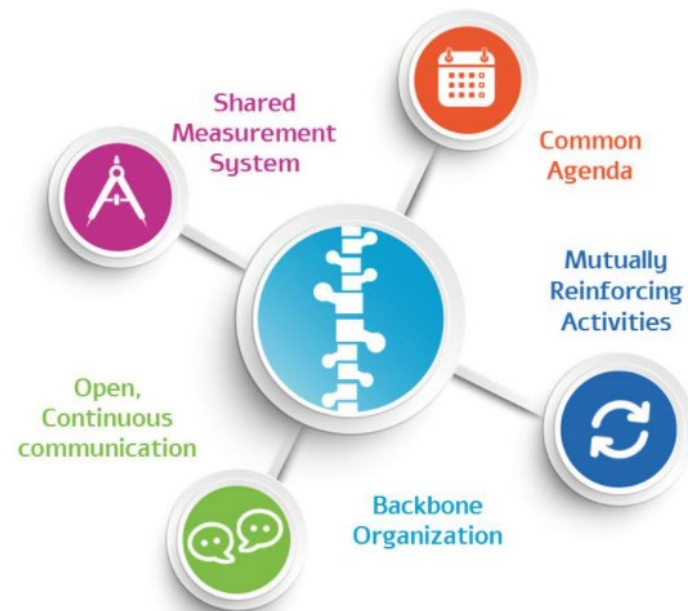 Shared
Measurement
System
Common
Agenda
Mutually
Reinforcing
Activities
Open,
Continuous
communication
Backbone
Organization